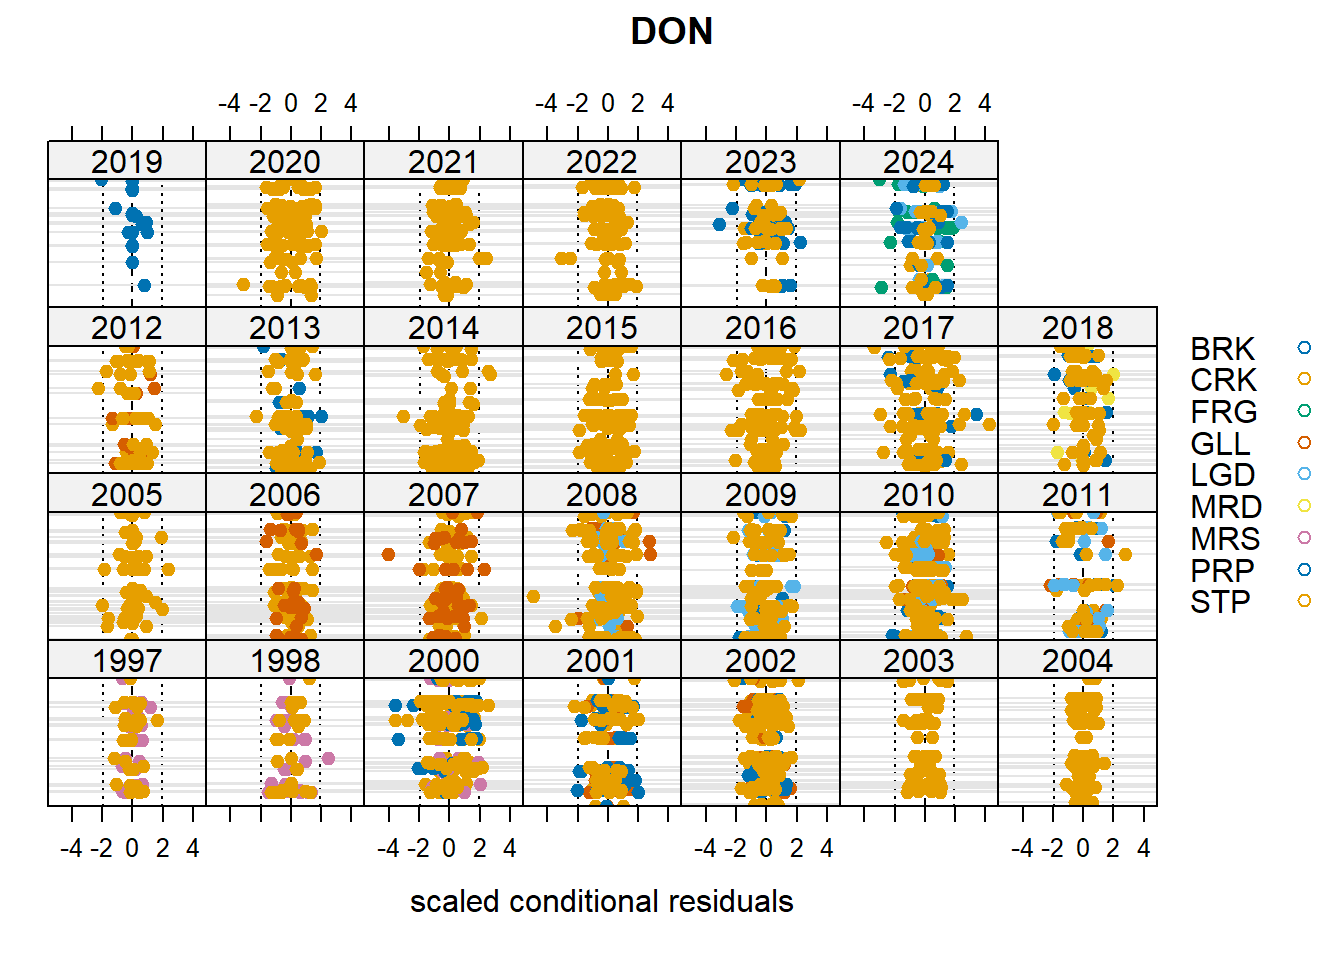 DON
-4 -2 0 2 4 -4 -2 0 2 4 -4 -2 0 2 4
2019 2020 2021 2022 2023 2024
2012 2013 2014 2015 2016 2017 2018
2005 2006 2007 2008 2009 2010 2011
1997 1998 2000 2001 2002 2003 2004
BRK
CRK
FRG
GLL
LGD
MRD
MRS
PRP
STP
-4 -2 0 2 4 -4 -2 0 2 4 -4 -2 0 2 4 -4 -2 0 2 4
scaled conditional residuals